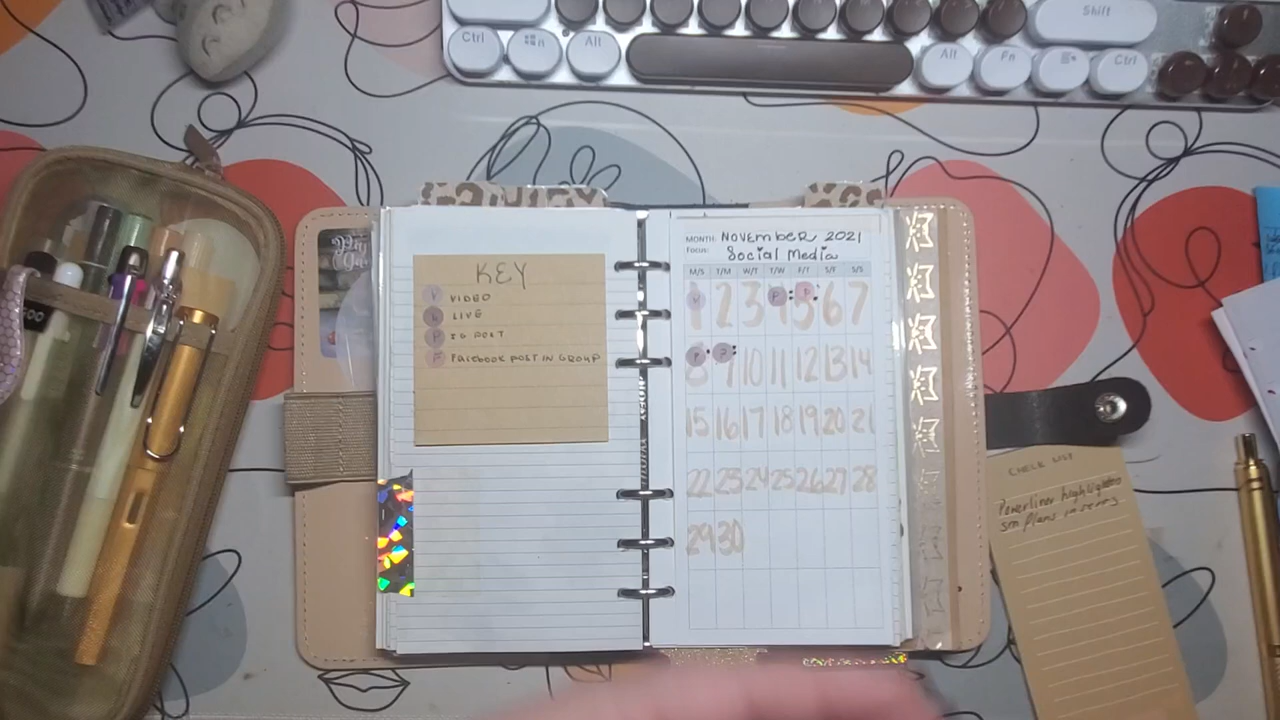 Shift
Ctrl
Alt
Alt
Fn
Ctrl
KEY
V VIDEO
L LIVE
P IG POST
F FACEBOOK POST IN GROUP
MONTH: NOVEMBER 2021
Focus: Social Media
M/S T/M W/T T/W F/T S/F S/S
1 2 3 4 5 6 7
8 9 10 11 12 13 14
15 16 17 18 19 20 21
22 23 24 25 26 27 28
29 30
CHECK LIST
Powerliner highlighters
sm Plans inserts